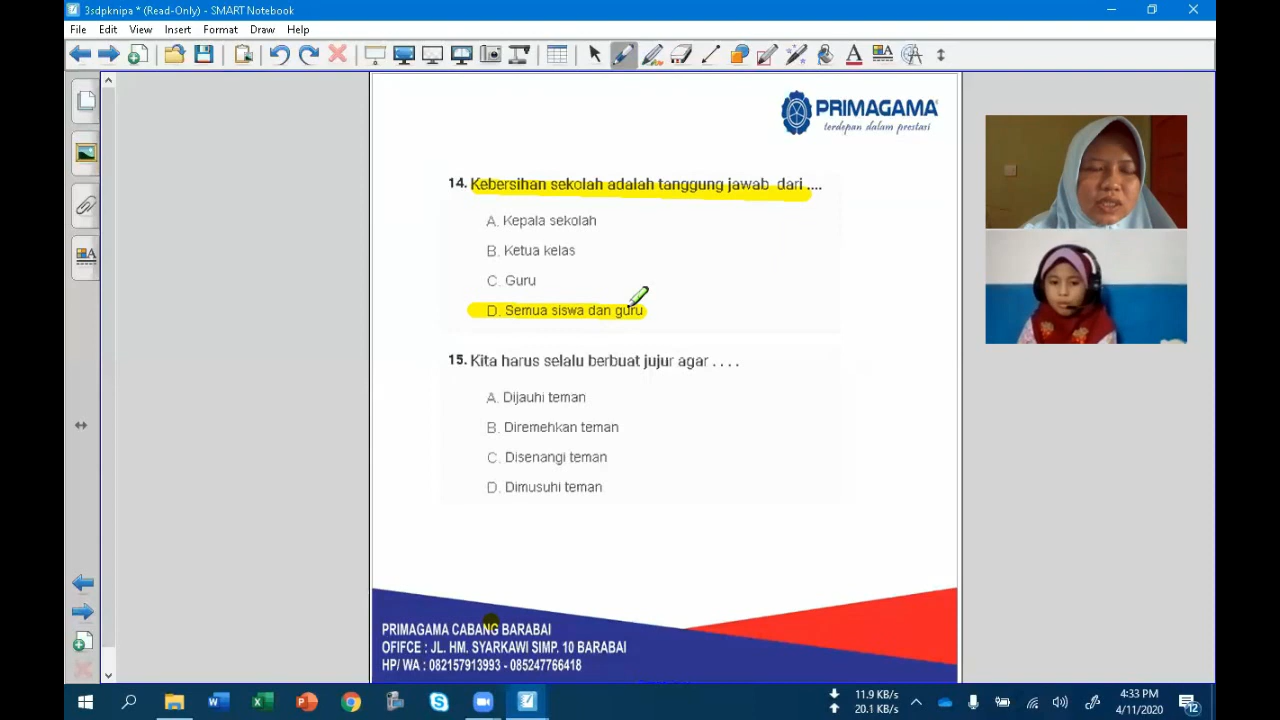 3sdpknipa * (Read-Only) - SMART Notebook
File Edit View Insert Format Draw Help
PRIMAGAMA
terdepan dalam prestasi
14. Kebersihan sekolah adalah tanggung jawab dari ....
A. Kepala sekolah
B. Ketua kelas
C. Guru
D. Semua siswa dan guru
15. Kita harus selalu berbuat jujur agar . . . .
A. Dijauhi teman
B. Diremehkan teman
C. Disenangi teman
D. Dimusuhi teman
PRIMAGAMA CABANG BARABAI
OFIFCE : JL. HM. SYARKAWI SIMP. 10 BARABAI
HP/ WA : 082157913993 - 085247766418
11.9 KB/s
20.1 KB/s
4:33 PM
4/11/2020
12